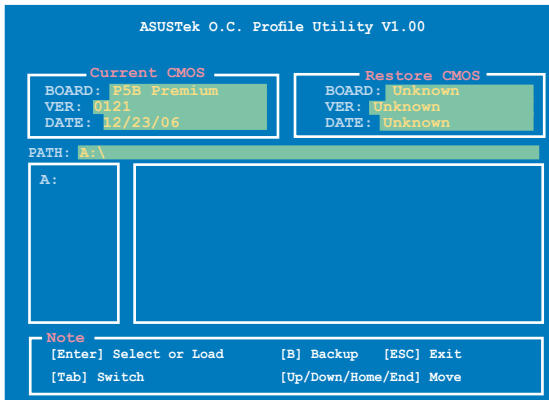 ASUSTek O.C. Profile Utility V1.00
Current CMOS
BOARD: P5B Premium
VER: 0121
DATE: 12/23/06
Restore CMOS
BOARD: Unknown
VER: Unknown
DATE: Unknown
PATH: A:\
A:
Note
[Enter] Select or Load [B] Backup [ESC] Exit
[Tab] Switch [Up/Down/Home/End] Move